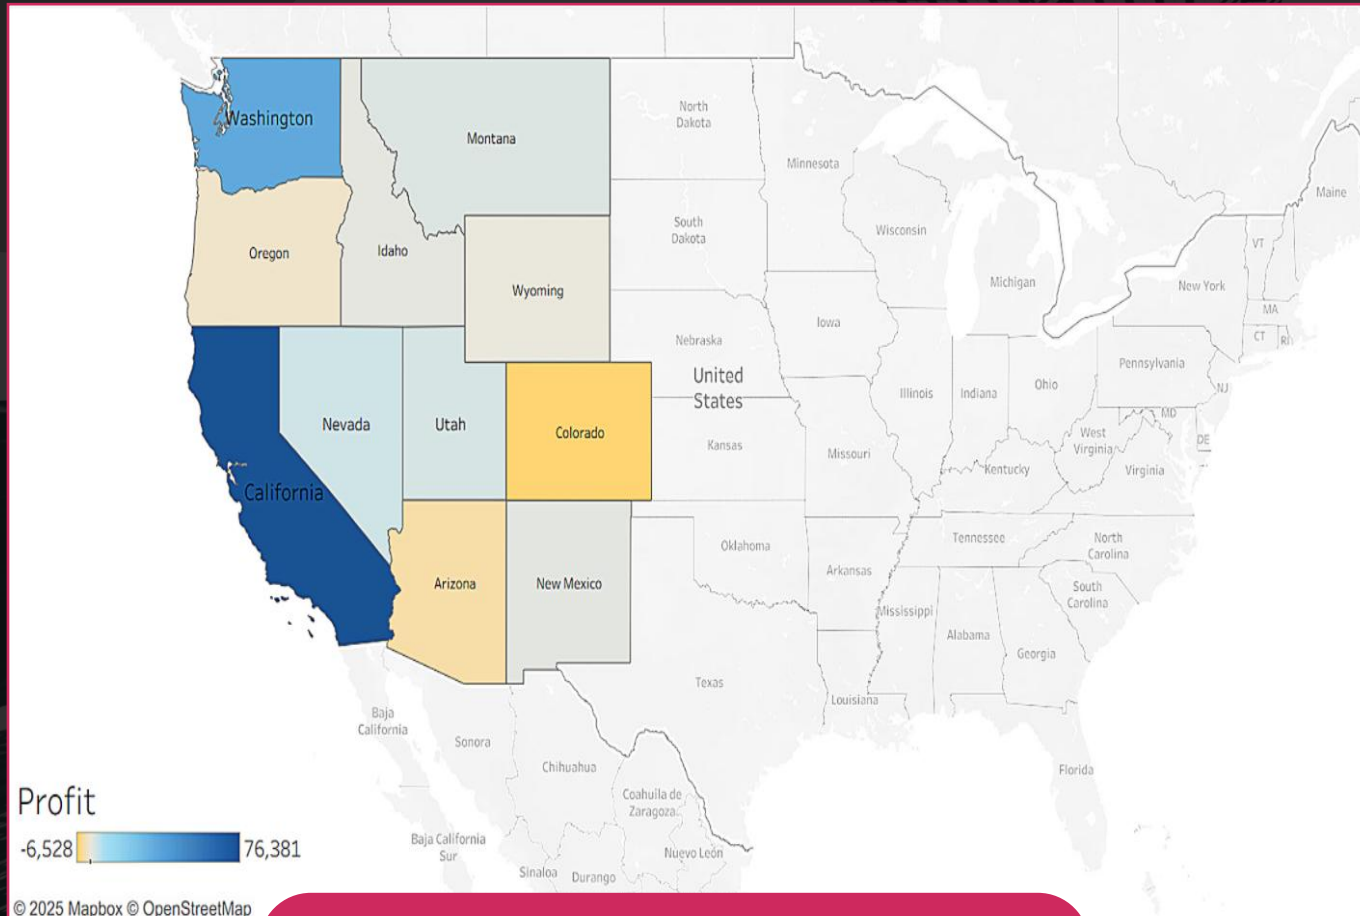 Washington
Montana
North
Dakota
Minnesota
Maine
Oregon
Idaho
South
Dakota
Wisconsin
VT
Wyoming
Michigan
New York
MA
Iowa
CT
RI
Nebraska
Pennsylvania
United
States
Nevada
Utah
Colorado
Illinois
Indiana
Ohio
NJ
MD
Kansas
Missouri
West
Virginia
DE
Kentucky
Virginia
California
Oklahoma
Tennessee
North
Carolina
Arizona
New Mexico
Arkansas
South
Carolina
Mississippi
Alabama
Georgia
Texas
Louisiana
Baja
California
Sonora
Chihuahua
Florida
Coahuila de
Zaragoza
Baja California
Sur
Nuevo León
Sinaloa
Durango
Profit
-6,528
76,381
© 2025 Mapbox © OpenStreetMap